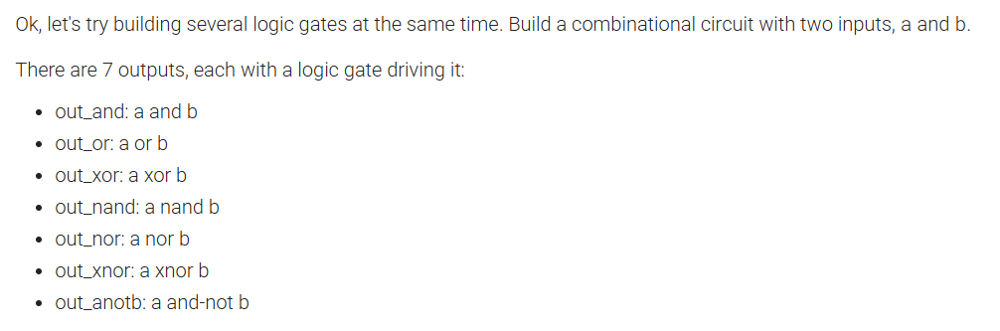 Ok, let's try building several logic gates at the same time. Build a combinational circuit with two inputs, a and b.
There are 7 outputs, each with a logic gate driving it:
• out_and: a and b
• out_or: a or b
• out_xor: a xor b
• out_nand: a nand b
• out_nor: a nor b
• out_xnor: a xnor b
• out_anotb: a and-not b